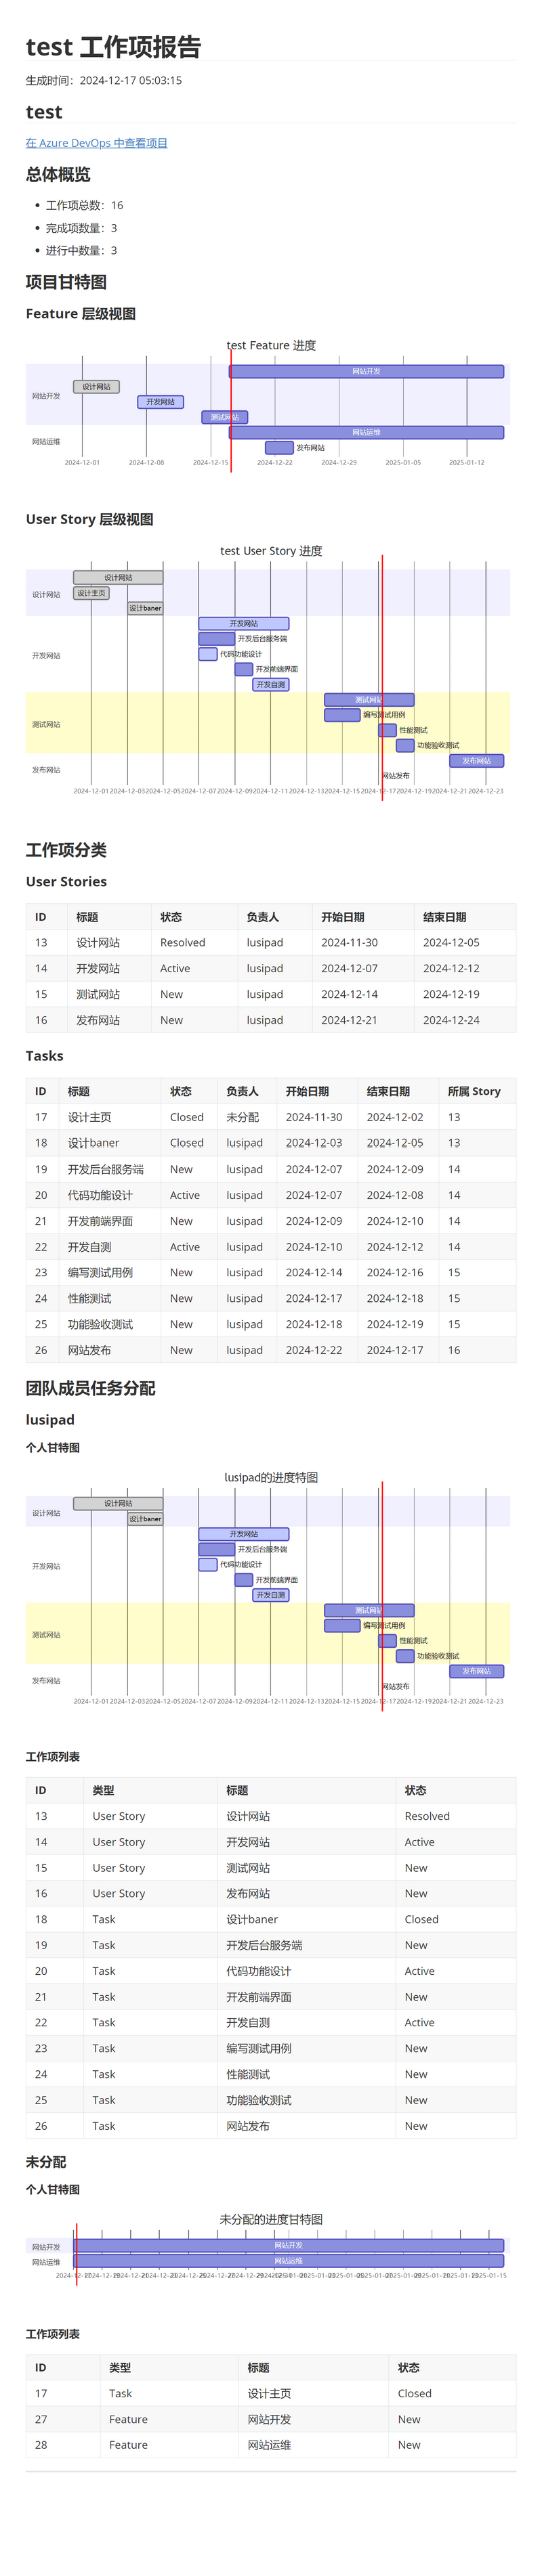 test 工作项报告
生成时间：2024-12-17 05:03:15
test
在 Azure DevOps 中查看项目
总体概览
工作项总数：16
完成项数量：3
进行中数量：3
项目甘特图
Feature 层级视图
test Feature 进度
网站开发
设计网站
开发网站
网站开发
测试网站
网站运维
网站运维
发布网站
2024-12-01 2024-12-08 2024-12-15 2024-12-22 2024-12-29 2025-01-05 2025-01-12
User Story 层级视图
test User Story 进度
设计网站
设计网站
设计主页
设计baner
开发网站
开发后台服务端
开发网站
代码功能设计
开发前端界面
开发自测
测试网站
编写测试用例
测试网站
性能测试
功能验收测试
发布网站
发布网站
网站发布
2024-12-01 2024-12-03 2024-12-05 2024-12-07 2024-12-09 2024-12-11 2024-12-13 2024-12-15 2024-12-17 2024-12-19 2024-12-21 2024-12-23
工作项分类
User Stories
ID 标题 状态 负责人 开始日期 结束日期
13 设计网站 Resolved lusipad 2024-11-30 2024-12-05
14 开发网站 Active lusipad 2024-12-07 2024-12-12
15 测试网站 New lusipad 2024-12-14 2024-12-19
16 发布网站 New lusipad 2024-12-21 2024-12-24
Tasks
ID 标题 状态 负责人 开始日期 结束日期 所属 Story
17 设计主页 Closed 未分配 2024-11-30 2024-12-02 13
18 设计baner Closed lusipad 2024-12-03 2024-12-05 13
19 开发后台服务端 New lusipad 2024-12-07 2024-12-09 14
20 代码功能设计 Active lusipad 2024-12-07 2024-12-08 14
21 开发前端界面 New lusipad 2024-12-09 2024-12-10 14
22 开发自测 Active lusipad 2024-12-10 2024-12-12 14
23 编写测试用例 New lusipad 2024-12-14 2024-12-16 15
24 性能测试 New lusipad 2024-12-17 2024-12-18 15
25 功能验收测试 New lusipad 2024-12-18 2024-12-19 15
26 网站发布 New lusipad 2024-12-22 2024-12-17 16
团队成员任务分配
lusipad
个人甘特图
lusipad的进度特图
设计网站
设计网站
设计baner
开发网站
开发后台服务端
开发网站
代码功能设计
开发前端界面
开发自测
测试网站
编写测试用例
测试网站
性能测试
功能验收测试
发布网站
发布网站
网站发布
2024-12-01 2024-12-03 2024-12-05 2024-12-07 2024-12-09 2024-12-11 2024-12-13 2024-12-15 2024-12-17 2024-12-19 2024-12-21 2024-12-23
工作项列表
ID 类型 标题 状态
13 User Story 设计网站 Resolved
14 User Story 开发网站 Active
15 User Story 测试网站 New
16 User Story 发布网站 New
18 Task 设计baner Closed
19 Task 开发后台服务端 New
20 Task 代码功能设计 Active
21 Task 开发前端界面 New
22 Task 开发自测 Active
23 Task 编写测试用例 New
24 Task 性能测试 New
25 Task 功能验收测试 New
26 Task 网站发布 New
未分配
个人甘特图
未分配的进度甘特图
网站开发 网站开发
网站运维 网站运维
工作项列表
ID 类型 标题 状态
17 Task 设计主页 Closed
27 Feature 网站开发 New
28 Feature 网站运维 New